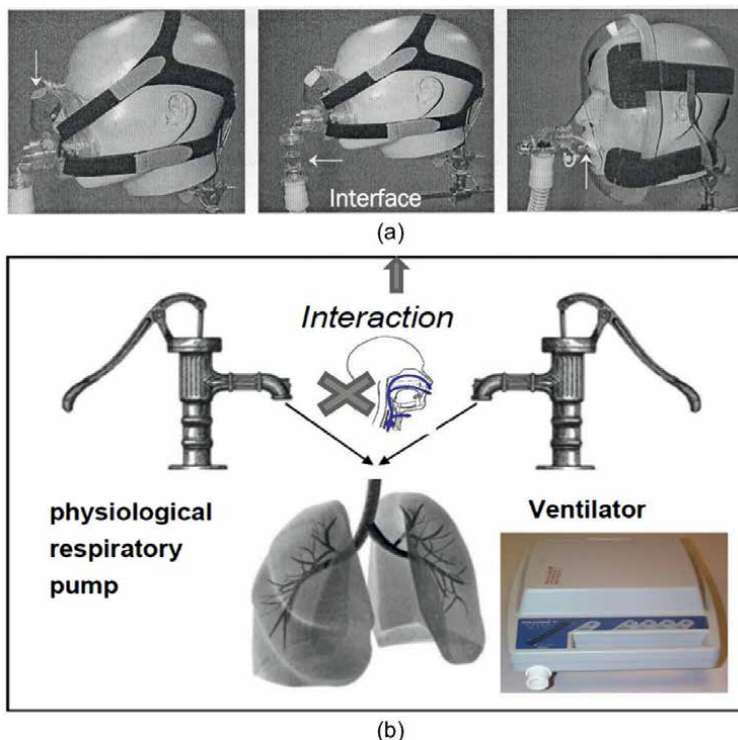 Interface
(a)
Interaction
physiological
respiratory
pump
Ventilator
(b)